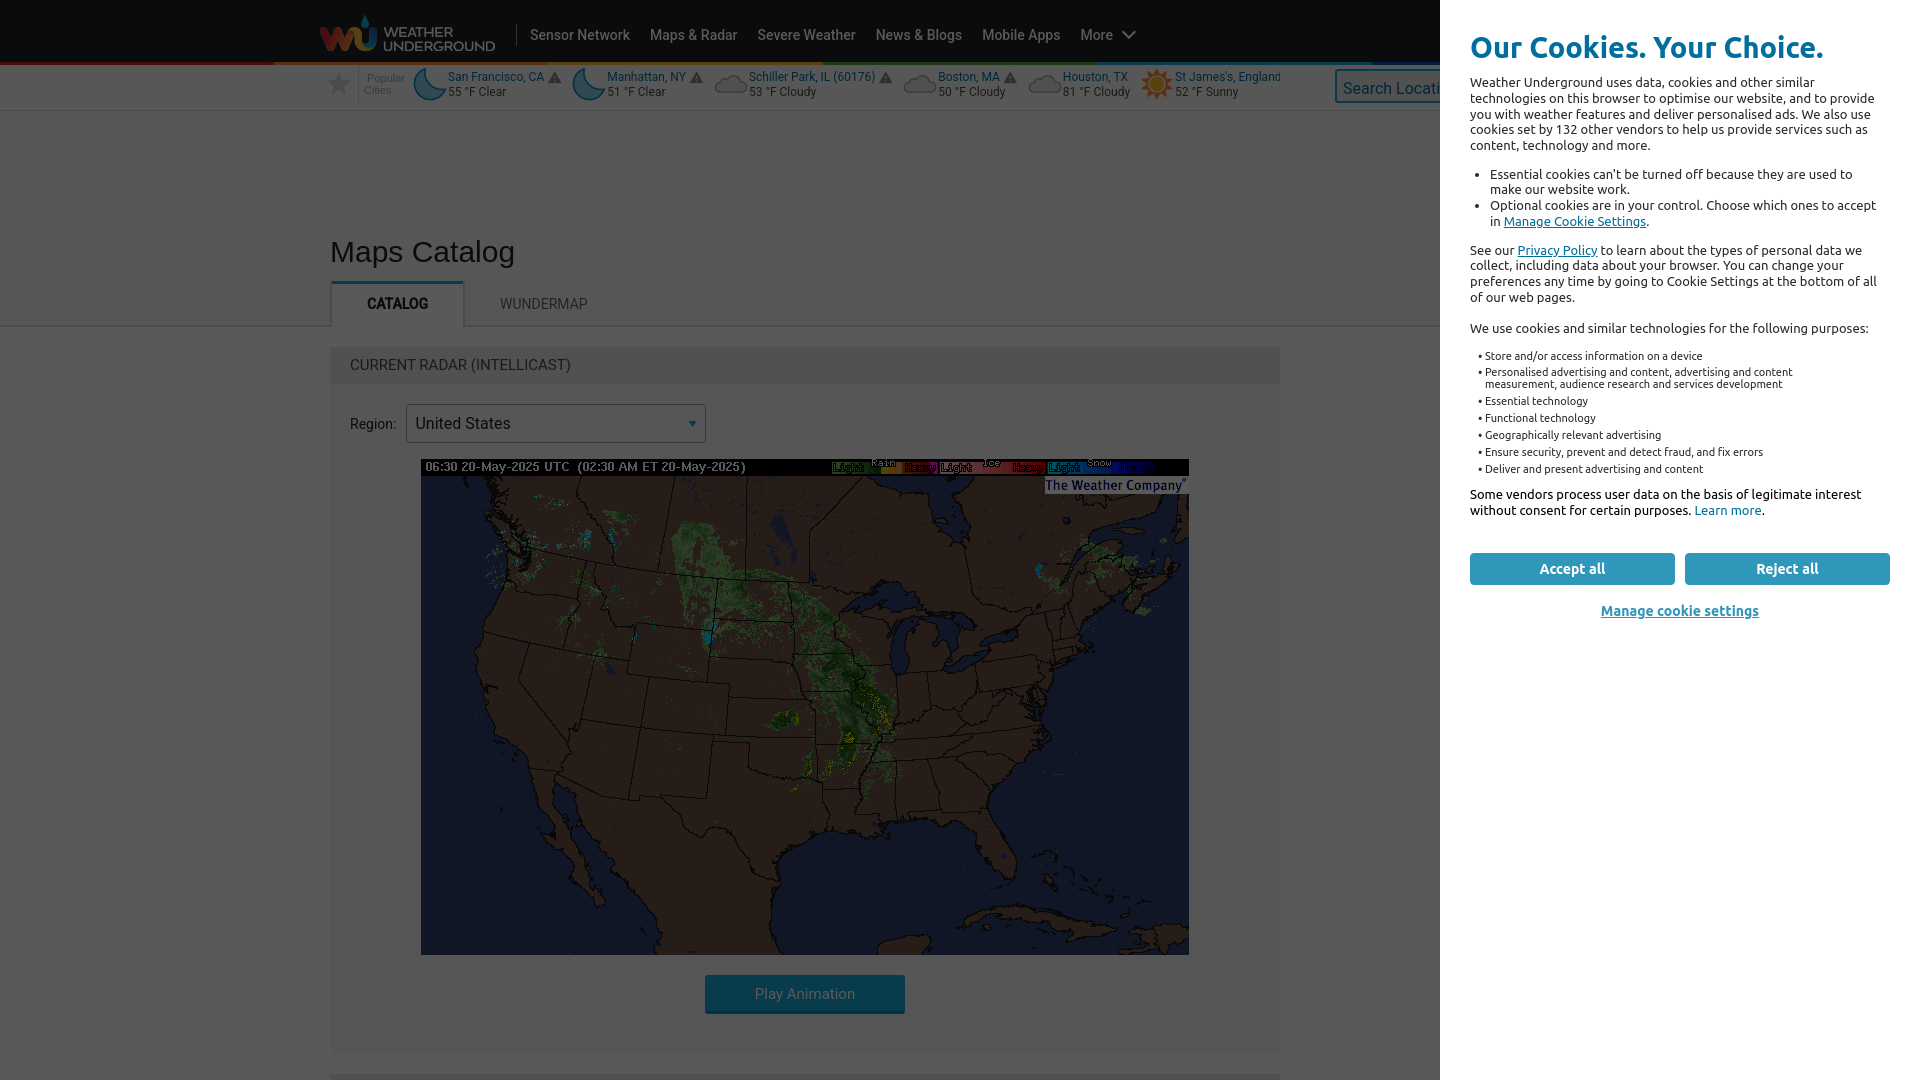 WEATHER
UNDERGROUND
Sensor Network
Maps & Radar
Severe Weather
News & Blogs
Mobile Apps
More
Popular
Cities
San Francisco, CA
55 °F Clear
Manhattan, NY
51 °F Clear
Schiller Park, IL (60176)
53 °F Cloudy
Boston, MA
50 °F Cloudy
Houston, TX
81 °F Cloudy
St James's, England
52 °F Sunny
Search Locati
Maps Catalog
CATALOG
WUNDERMAP
CURRENT RADAR (INTELLICAST)
Region:
United States
06:30 20-May-2025 UTC (02:30 AM ET 20-May-2025)
Rain
Light
Heavy
Ice
Light
Heavy
Snow
Light
The Weather Company
Play Animation
Our Cookies. Your Choice.
Weather Underground uses data, cookies and other similar
technologies on this browser to optimise our website, and to provide
you with weather features and deliver personalised ads. We also use
cookies set by 132 other vendors to help us provide services such as
content, technology and more.
• Essential cookies can't be turned off because they are used to
make our website work.
• Optional cookies are in your control. Choose which ones to accept
in Manage Cookie Settings.
See our Privacy Policy to learn about the types of personal data we
collect, including data about your browser. You can change your
preferences any time by going to Cookie Settings at the bottom of all
of our web pages.
We use cookies and similar technologies for the following purposes:
• Store and/or access information on a device
• Personalised advertising and content, advertising and content
measurement, audience research and services development
• Essential technology
• Functional technology
• Geographically relevant advertising
• Ensure security, prevent and detect fraud, and fix errors
• Deliver and present advertising and content
Some vendors process user data on the basis of legitimate interest
without consent for certain purposes. Learn more.
Accept all
Reject all
Manage cookie settings